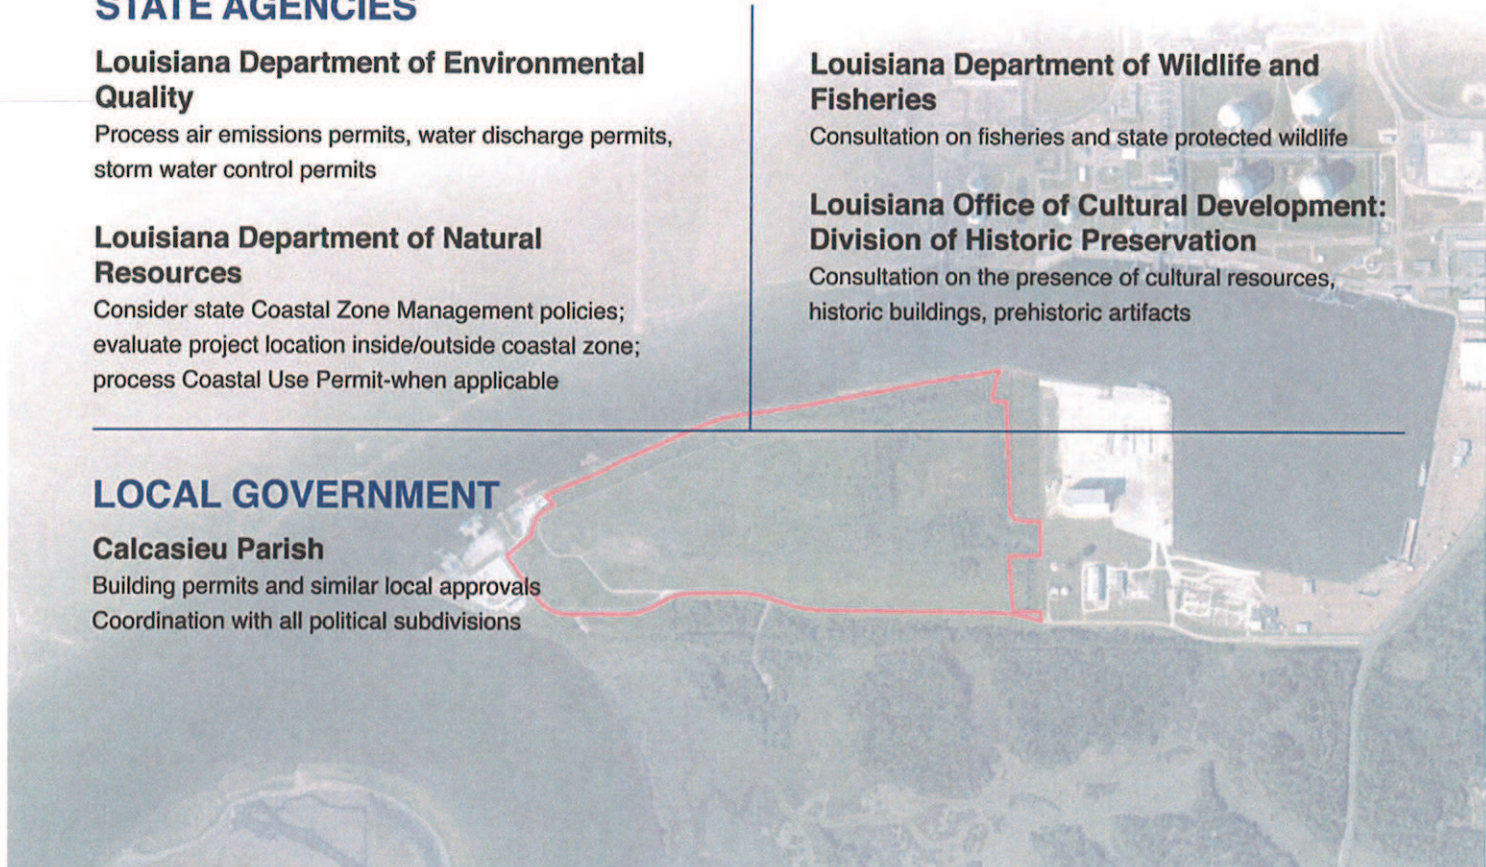 STATE AGENCIES
Louisiana Department of Environmental
Quality
Process air emissions permits, water discharge permits,
storm water control permits
Louisiana Department of Natural
Resources
Consider state Coastal Zone Management policies;
evaluate project location inside/outside coastal zone;
process Coastal Use Permit-when applicable
Louisiana Department of Wildlife and
Fisheries
Consultation on fisheries and state protected wildlife
Louisiana Office of Cultural Development:
Division of Historic Preservation
Consultation on the presence of cultural resources,
historic buildings, prehistoric artifacts
LOCAL GOVERNMENT
Calcasieu Parish
Building permits and similar local approvals
Coordination with all political subdivisions